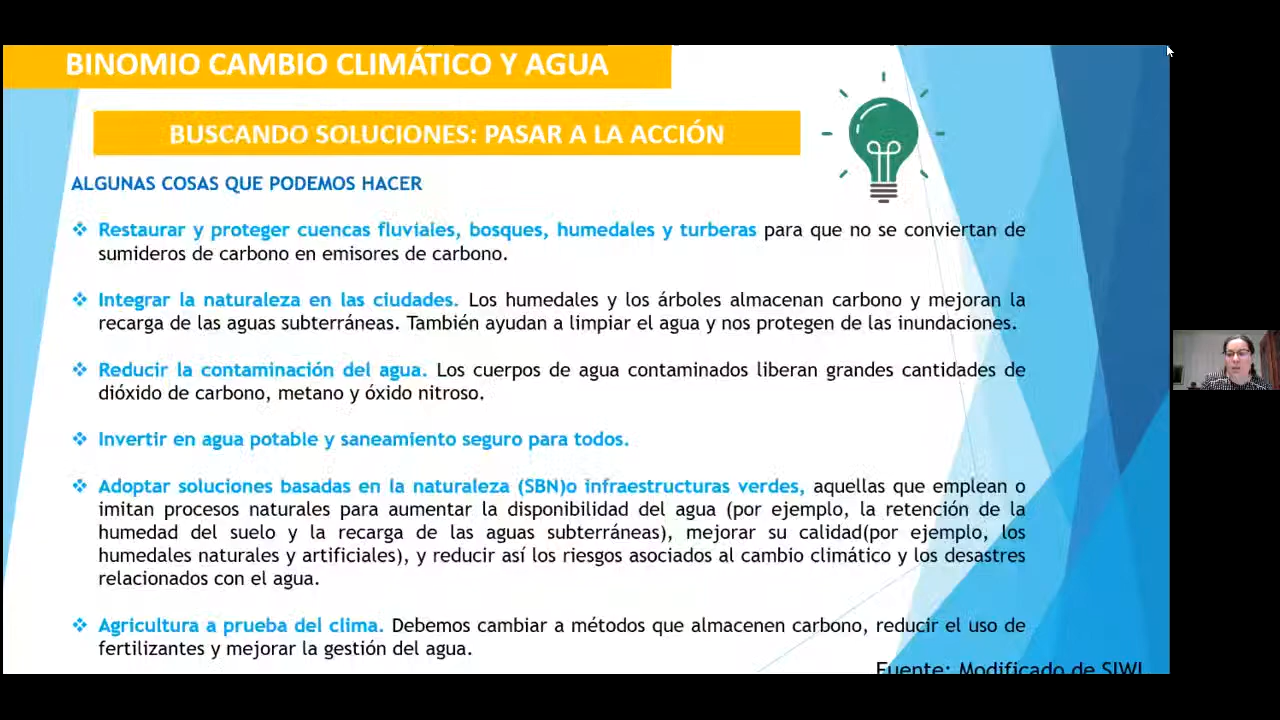 BINOMIO CAMBIO CLIMÁTICO Y AGUA
BUSCANDO SOLUCIONES: PASAR A LA ACCIÓN
ALGUNAS COSAS QUE PODEMOS HACER
❖ Restaurar y proteger cuencas fluviales, bosques, humedales y turberas para que no se conviertan de
sumideros de carbono en emisores de carbono.
❖ Integrar la naturaleza en las ciudades. Los humedales y los árboles almacenan carbono y mejoran la
recarga de las aguas subterráneas. También ayudan a limpiar el agua y nos protegen de las inundaciones.
❖ Reducir la contaminación del agua. Los cuerpos de agua contaminados liberan grandes cantidades de
dióxido de carbono, metano y óxido nitroso.
❖ Invertir en agua potable y saneamiento seguro para todos.
❖ Adoptar soluciones basadas en la naturaleza (SBN)o infraestructuras verdes, aquellas que emplean o
imitan procesos naturales para aumentar la disponibilidad del agua (por ejemplo, la retención de la
humedad del suelo y la recarga de las aguas subterráneas), mejorar su calidad(por ejemplo, los
humedales naturales y artificiales), y reducir así los riesgos asociados al cambio climático y los desastres
relacionados con el agua.
❖ Agricultura a prueba del clima. Debemos cambiar a métodos que almacenen carbono, reducir el uso de
fertilizantes y mejorar la gestión del agua.
Fuente: Modificado de SIWI